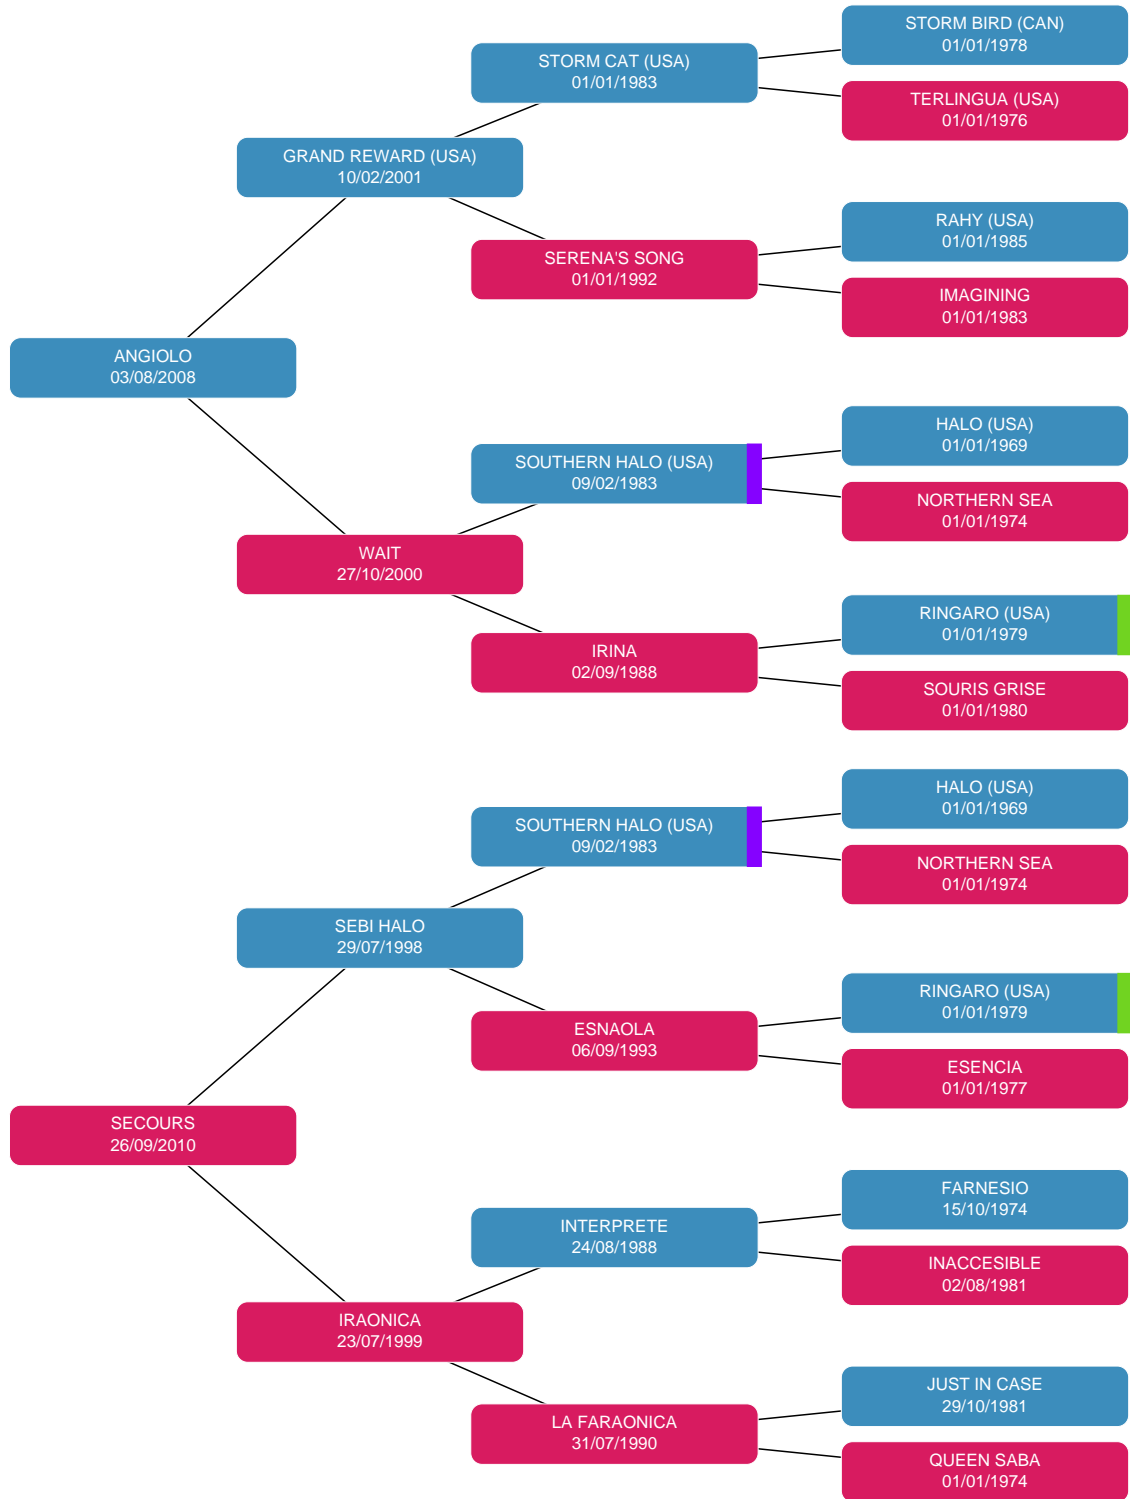 STORM BIRD (CAN)
01/01/1978
STORM CAT (USA)
01/01/1983
TERLINGUA (USA)
01/01/1976
GRAND REWARD (USA)
10/02/2001
RAHY (USA)
01/01/1985
SERENA'S SONG
01/01/1992
IMAGINING
01/01/1983
ANGIOLO
03/08/2008
HALO (USA)
01/01/1969
SOUTHERN HALO (USA)
09/02/1983
NORTHERN SEA
01/01/1974
WAIT
27/10/2000
RINGARO (USA)
01/01/1979
IRINA
02/09/1988
SOURIS GRISE
01/01/1980
HALO (USA)
01/01/1969
SOUTHERN HALO (USA)
09/02/1983
NORTHERN SEA
01/01/1974
SEBI HALO
29/07/1998
RINGARO (USA)
01/01/1979
ESNAOLA
06/09/1993
ESENCIA
01/01/1977
SECOURS
26/09/2010
FARNESIO
15/10/1974
INTERPRETE
24/08/1988
INACCESIBLE
02/08/1981
IRAONICA
23/07/1999
JUST IN CASE
29/10/1981
LA FARAONICA
31/07/1990
QUEEN SABA
01/01/1974